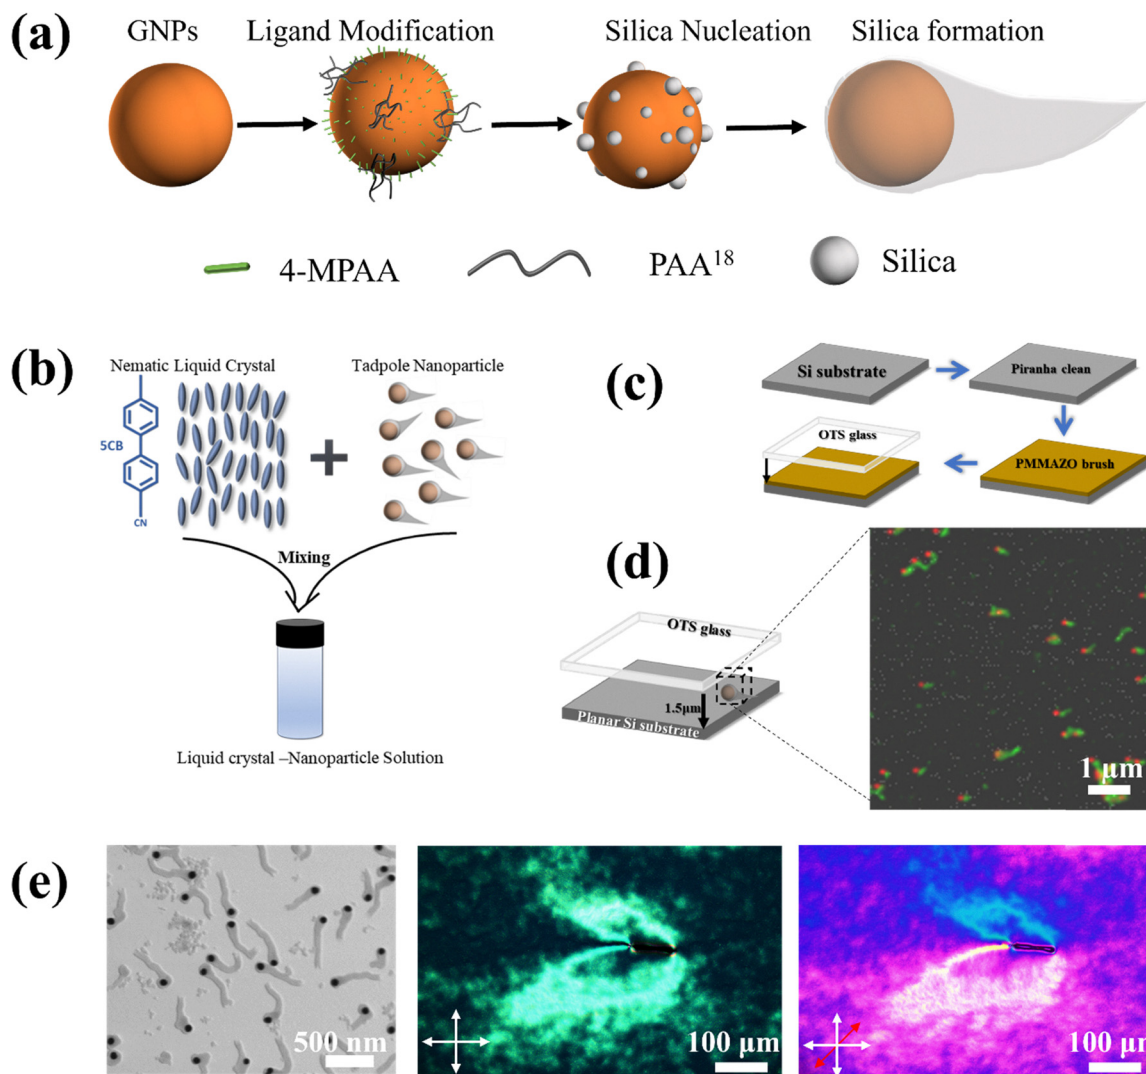 (a)
GNPs
Ligand Modification
Silica Nucleation
Silica formation
4-MPAA
PAA¹⁸
Silica
(b)
Nematic Liquid Crystal
Tadpole Nanoparticle
5CB
CN
Mixing
Liquid crystal –Nanoparticle Solution
(c)
Si substrate
Piranha clean
OTS glass
PMMAZO brush
(d)
OTS glass
1.5μm
Planar Si substrate
1 μm
(e)
500 nm
100 μm
100 μm